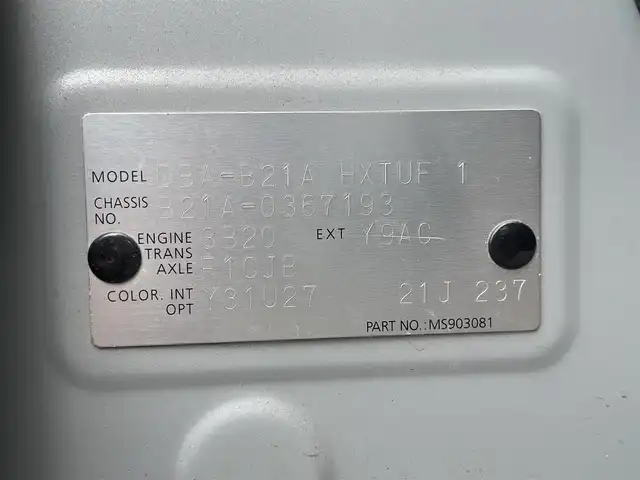 MODEL DBA-B21A HXTUF 1
CHASSIS NO. B21A-0367193
ENGINE 3B20 EXT Y9AC
TRANS AXLE F1CJB
COLOR. INT OPT Y31U27 21J 237
PART NO.:MS903081